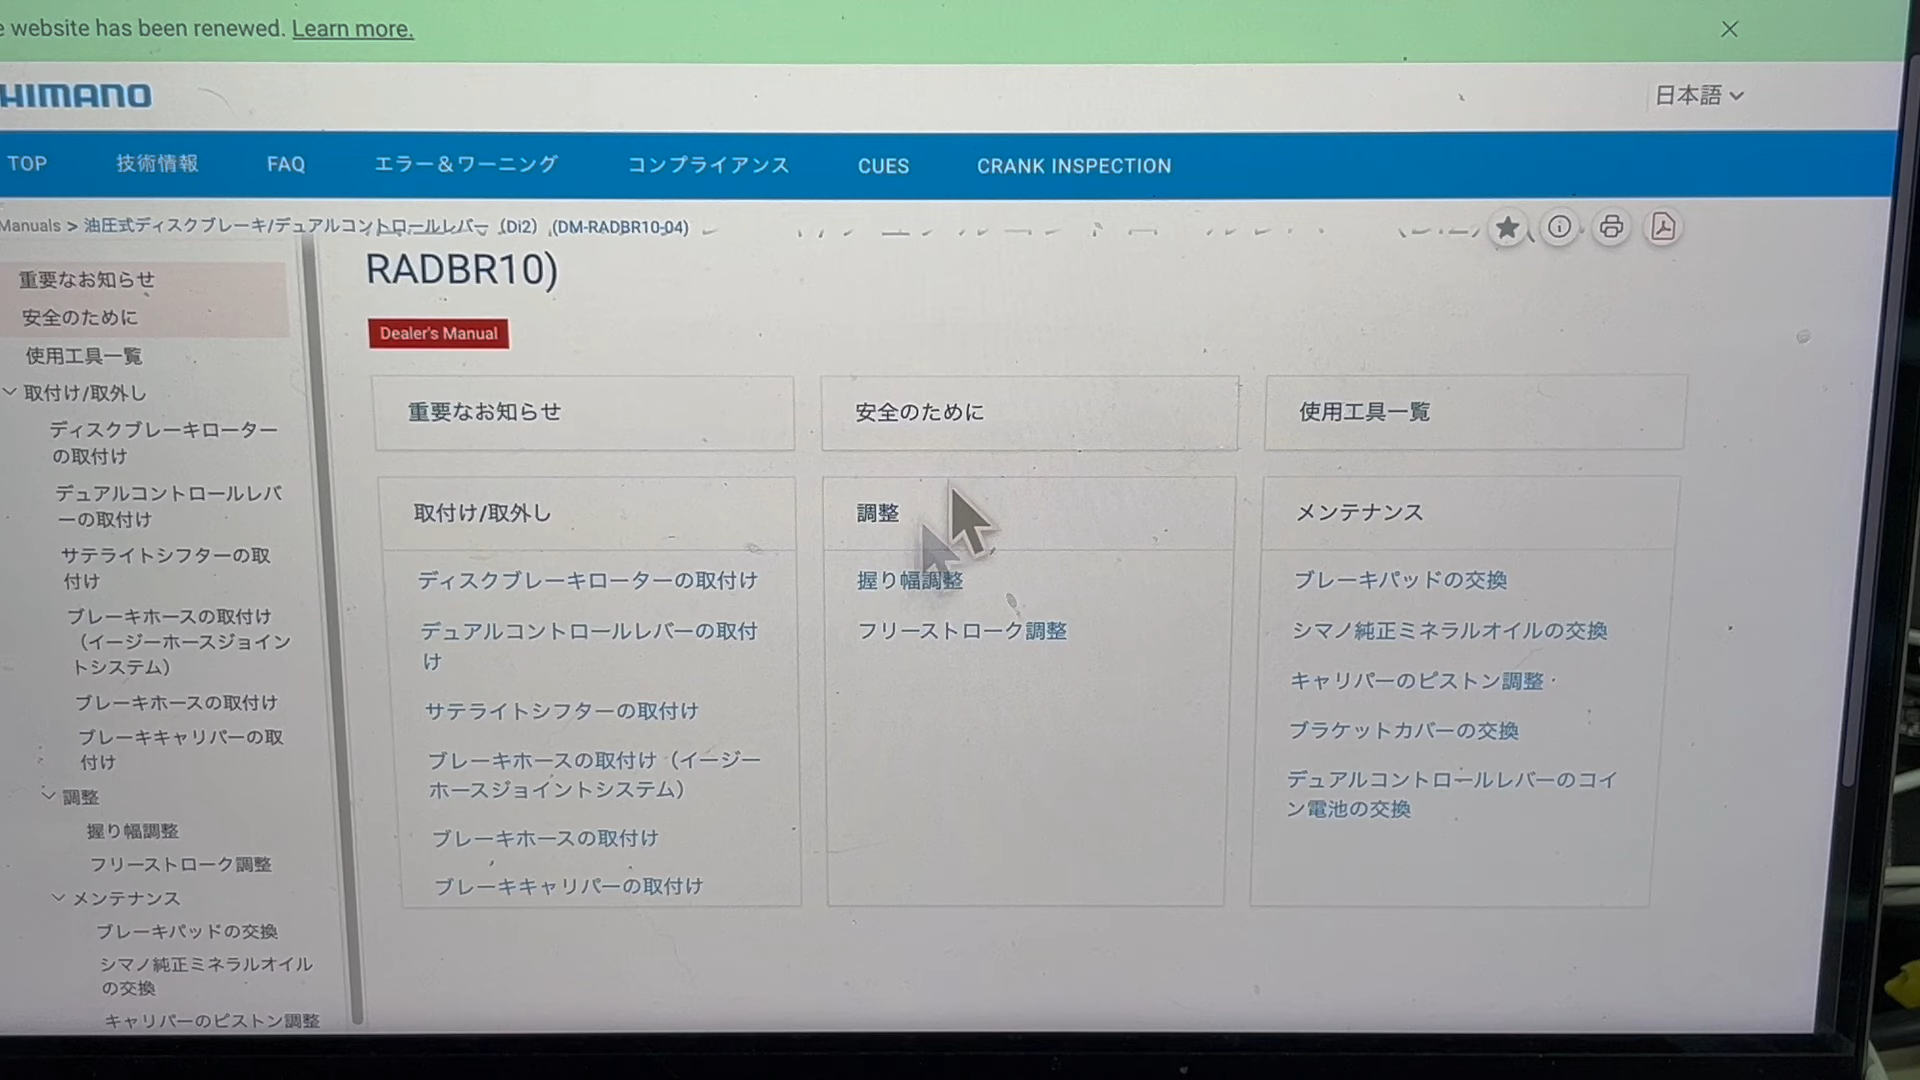 website has been renewed. Learn more.
HIMANO
日本語
TOP 技術情報 FAQ エラー＆ワーニング コンプライアンス CUES CRANK INSPECTION
Manuals > 油圧式ディスクブレーキ/デュアルコントロールレバー（Di2） (DM-RADBR10-04)
重要なお知らせ
安全のために
使用工具一覧
取付け/取外し
ディスクブレーキローター
の取付け
デュアルコントロールレバ
ーの取付け
サテライトシフターの取
付け
ブレーキホースの取付け
（イージーホースジョイン
トシステム）
ブレーキホースの取付け
ブレーキキャリパーの取
付け
調整
握り幅調整
フリーストローク調整
メンテナンス
ブレーキパッドの交換
シマノ純正ミネラルオイル
の交換
キャリパーのピストン調整
RADBR10)
Dealer's Manual
重要なお知らせ
安全のために
使用工具一覧
取付け/取外し
ディスクブレーキローターの取付け
デュアルコントロールレバーの取付
け
サテライトシフターの取付け
ブレーキホースの取付け（イージー
ホースジョイントシステム）
ブレーキホースの取付け
ブレーキキャリパーの取付け
調整
握り幅調整
フリーストローク調整
メンテナンス
ブレーキパッドの交換
シマノ純正ミネラルオイルの交換
キャリパーのピストン調整
ブラケットカバーの交換
デュアルコントロールレバーのコイ
ン電池の交換